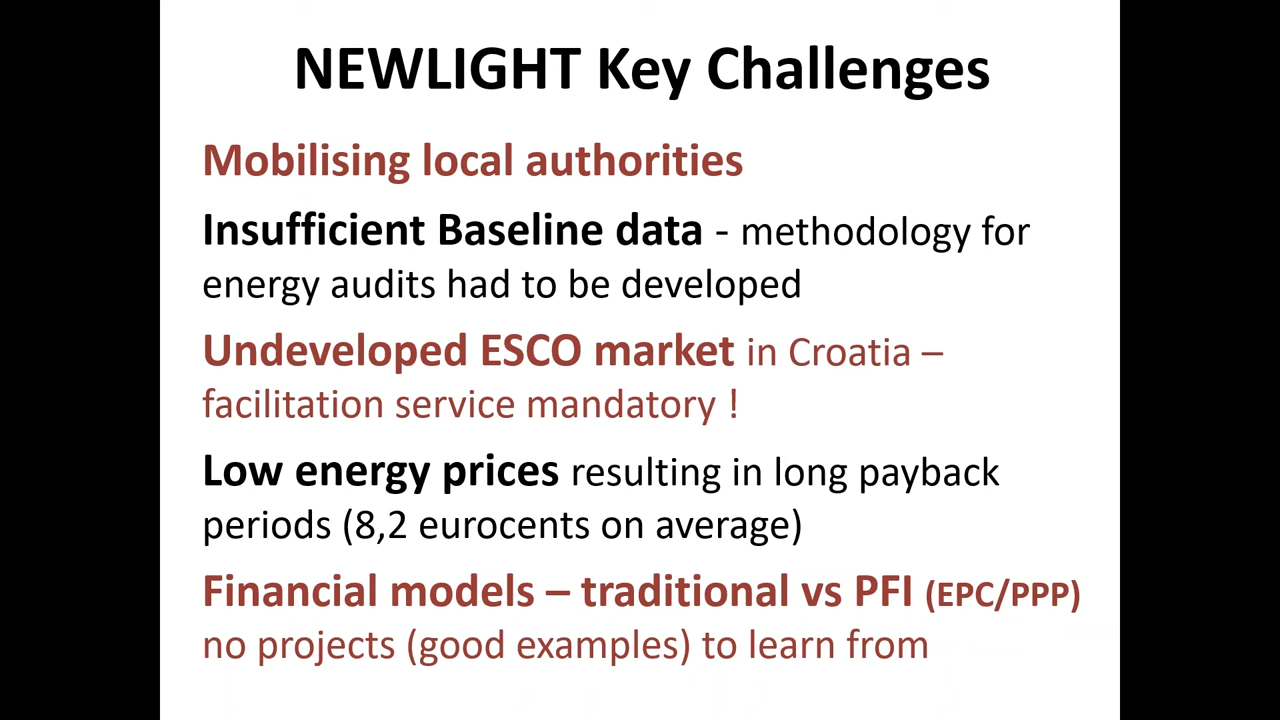 NEWLIGHT Key Challenges
Mobilising local authorities
Insufficient Baseline data - methodology for
energy audits had to be developed
Undeveloped ESCO market in Croatia –
facilitation service mandatory !
Low energy prices resulting in long payback
periods (8,2 eurocents on average)
Financial models – traditional vs PFI (EPC/PPP)
no projects (good examples) to learn from